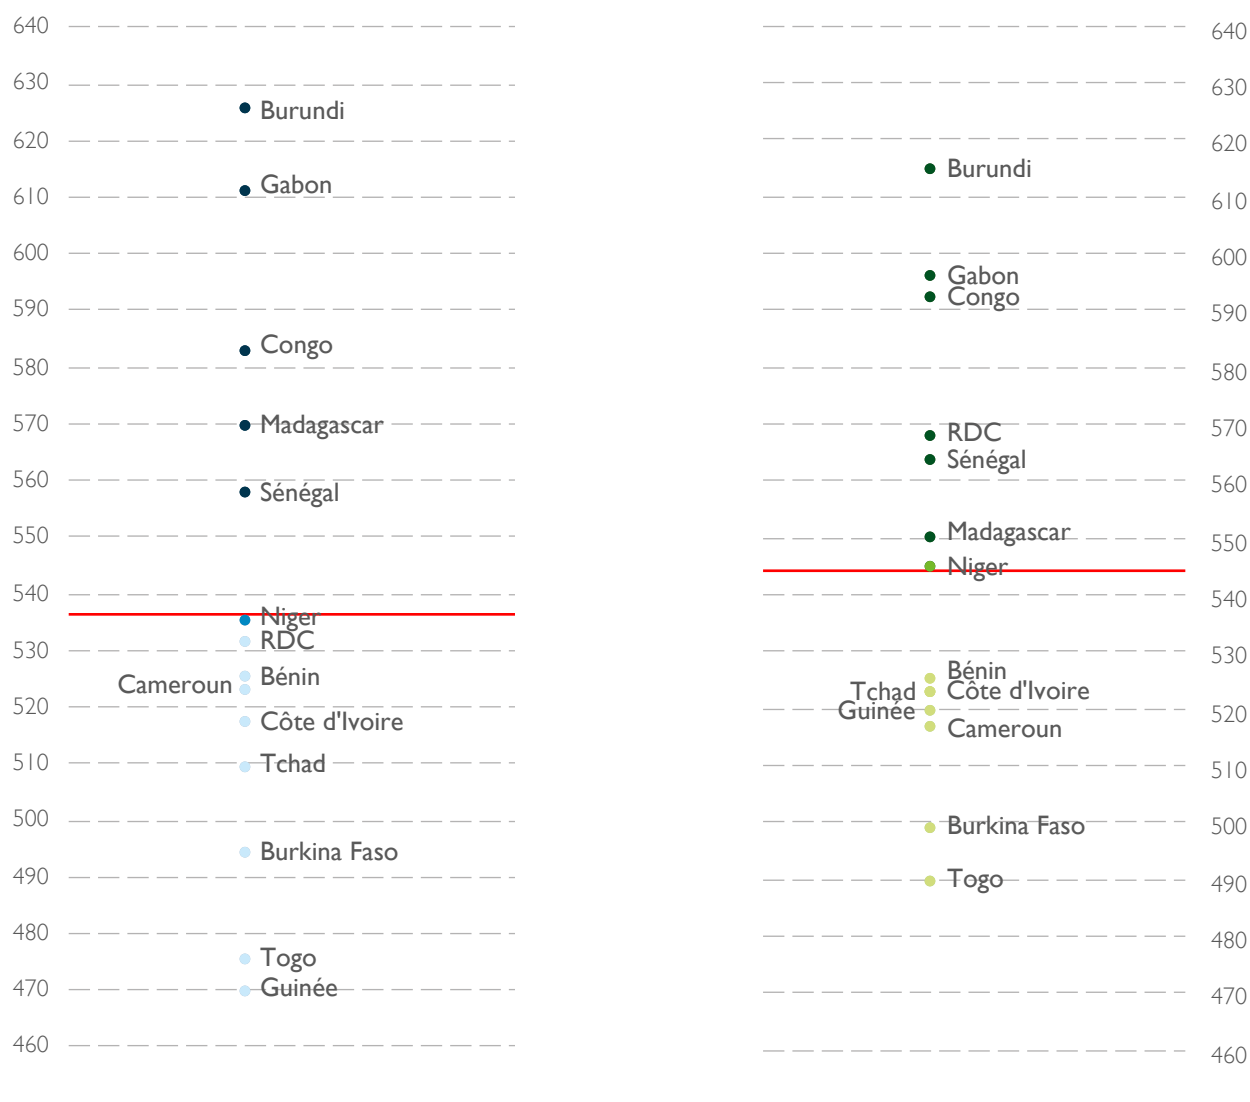 640
630
Burundi
620
Gabon
610
600
590
Congo
580
570
Madagascar
560
Sénégal
550
540
Niger
RDC
530
Bénin
Cameroun
520
Côte d'Ivoire
510
Tchad
500
Burkina Faso
490
480
Togo
470
Guinée
460
640
630
620
Burundi
610
600
Gabon
Congo
590
580
570
RDC
Sénégal
560
Madagascar
550
Niger
540
530
Bénin
Tchad
Côte d'Ivoire
Guinée
520
Cameroun
510
500
Burkina Faso
Togo
490
480
470
460